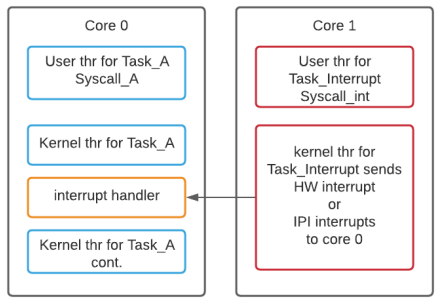 Core 0
User thr for Task_A
Syscall_A
Kernel thr for Task_A
interrupt handler
Kernel thr for Task_A
cont.
Core 1
User thr for
Task_Interrupt
Syscall_int
kernel thr for
Task_Interrupt sends
HW interrupt
or
IPI interrupts
to core 0